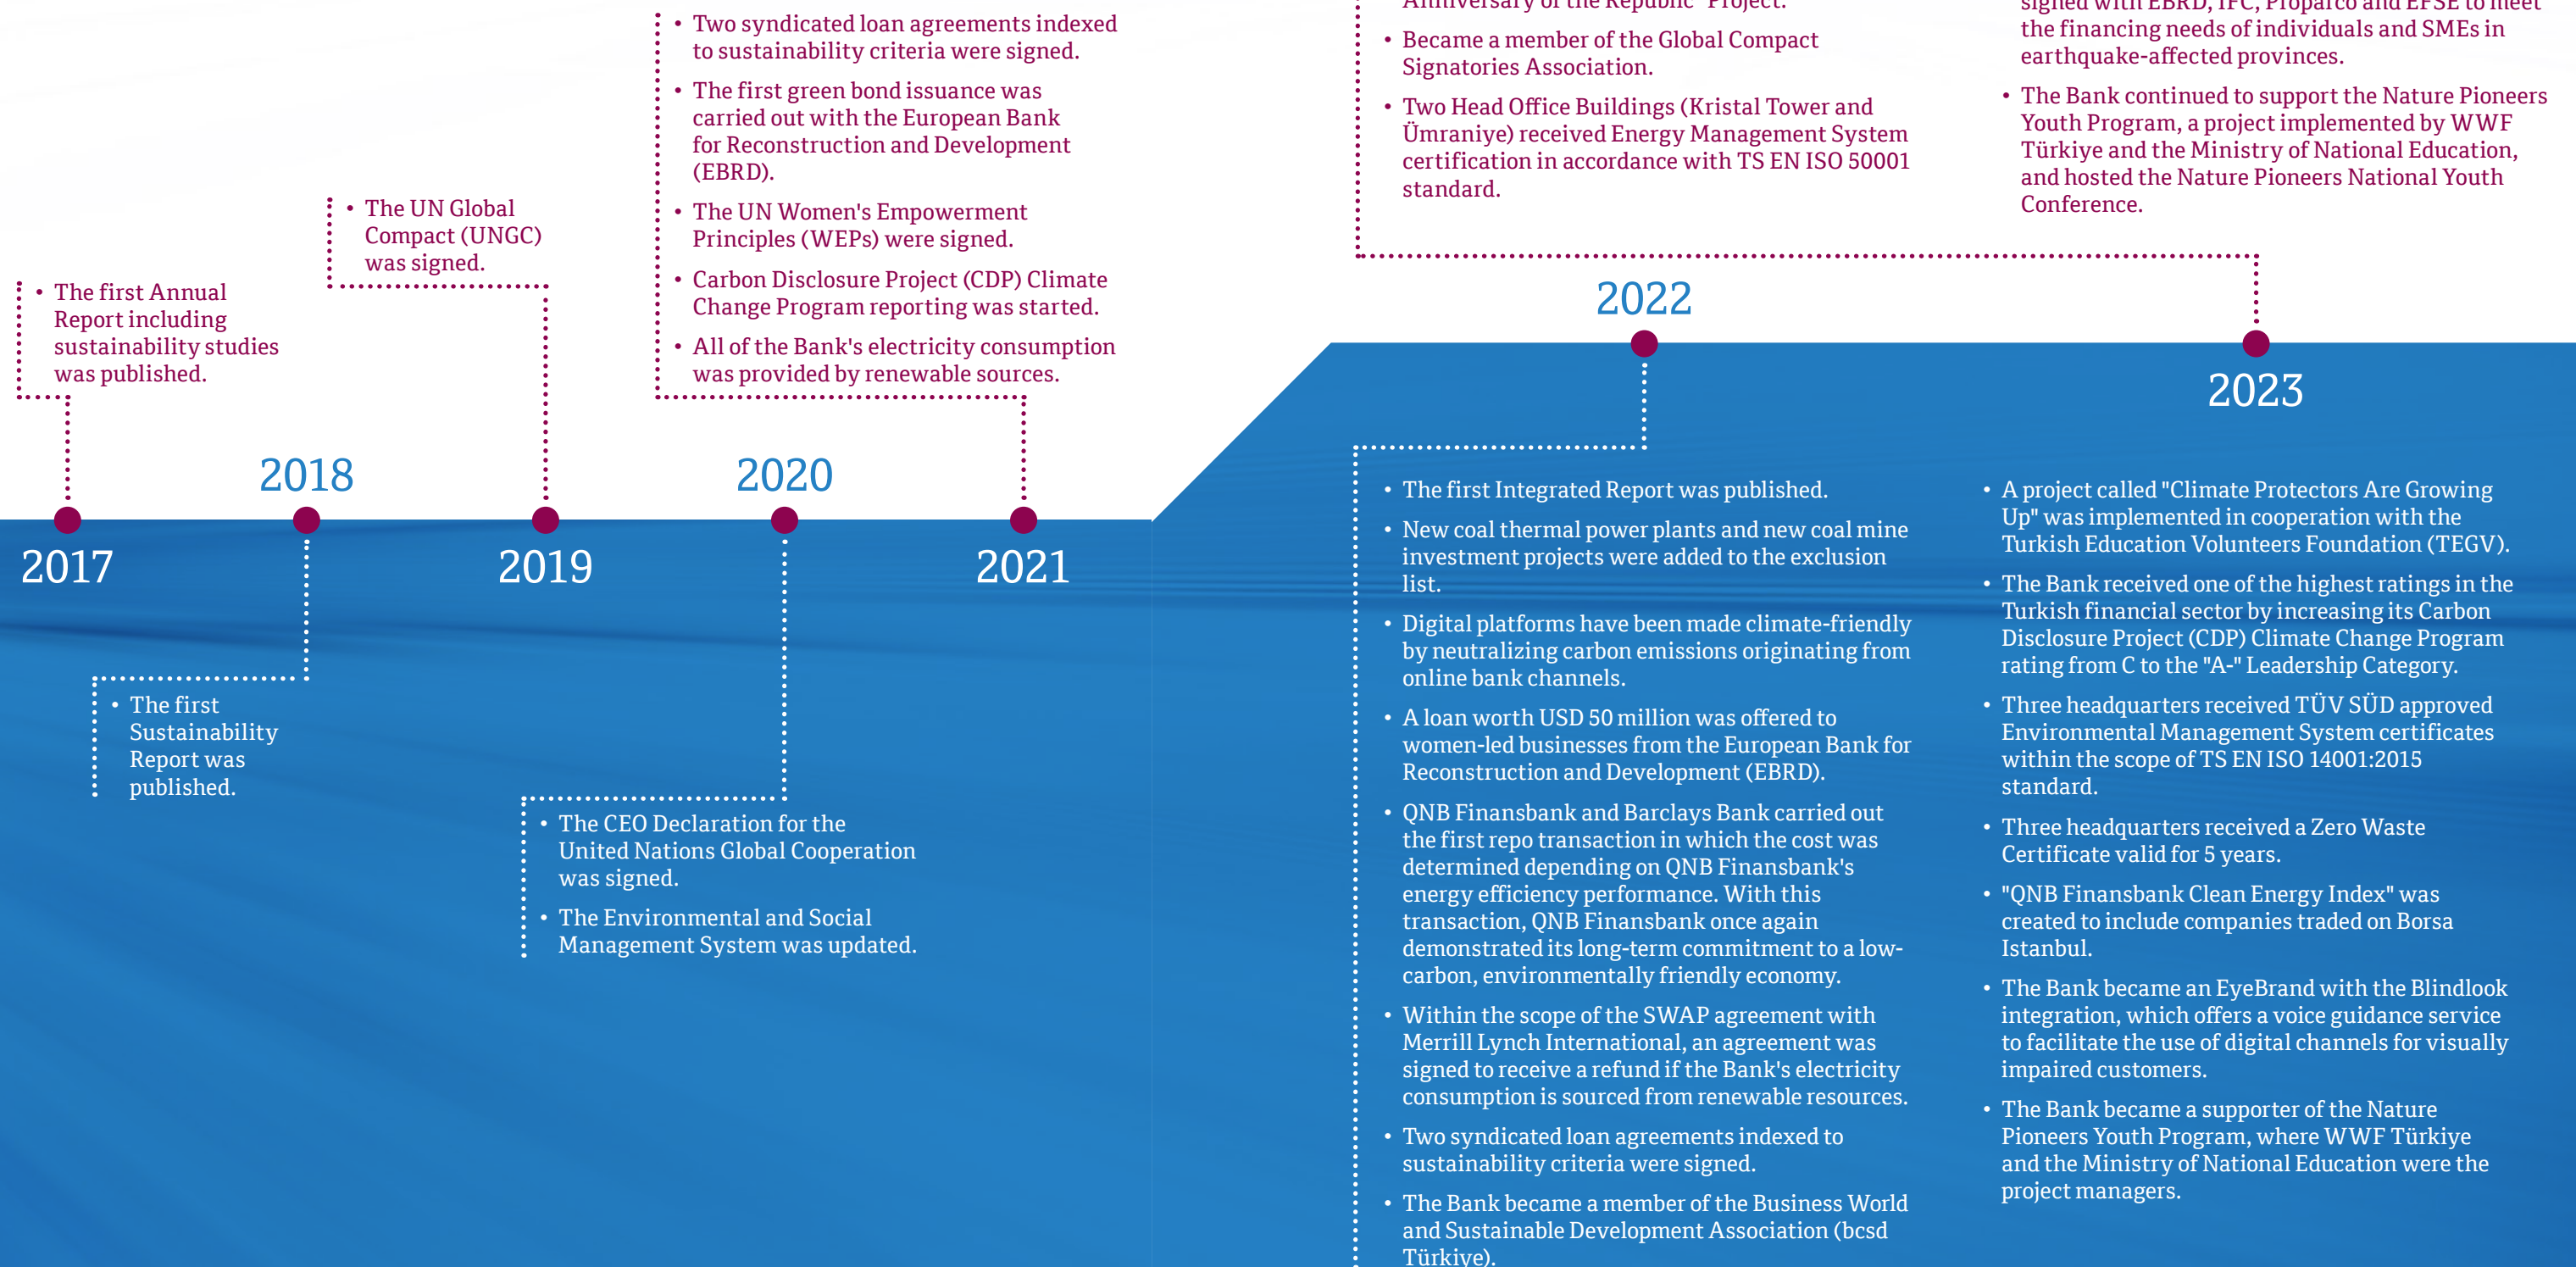 • The first Annual
Report including
sustainability studies
was published.
2017
2018
• The first
Sustainability
Report was
published.
• The UN Global
Compact (UNGC)
was signed.
2019
2020
• The CEO Declaration for the
United Nations Global Cooperation
was signed.
• The Environmental and Social
Management System was updated.
• Two syndicated loan agreements indexed
to sustainability criteria were signed.
• The first green bond issuance was
carried out with the European Bank
for Reconstruction and Development
(EBRD).
• The UN Women's Empowerment
Principles (WEPs) were signed.
• Carbon Disclosure Project (CDP) Climate
Change Program reporting was started.
• All of the Bank's electricity consumption
was provided by renewable sources.
2021
2022
• The first Integrated Report was published.
• New coal thermal power plants and new coal mine
investment projects were added to the exclusion
list.
• Digital platforms have been made climate-friendly
by neutralizing carbon emissions originating from
online bank channels.
• A loan worth USD 50 million was offered to
women-led businesses from the European Bank for
Reconstruction and Development (EBRD).
• QNB Finansbank and Barclays Bank carried out
the first repo transaction in which the cost was
determined depending on QNB Finansbank's
energy efficiency performance. With this
transaction, QNB Finansbank once again
demonstrated its long-term commitment to a low-
carbon, environmentally friendly economy.
• Within the scope of the SWAP agreement with
Merrill Lynch International, an agreement was
signed to receive a refund if the Bank's electricity
consumption is sourced from renewable resources.
• Two syndicated loan agreements indexed to
sustainability criteria were signed.
• The Bank became a member of the Business World
and Sustainable Development Association (bcsd
Türkiye).
Anniversary of the Republic" Project.
• Became a member of the Global Compact
Signatories Association.
• Two Head Office Buildings (Kristal Tower and
Ümraniye) received Energy Management System
certification in accordance with TS EN ISO 50001
standard.
signed with EBRD, IFC, Proparco and EFSE to meet
the financing needs of individuals and SMEs in
earthquake-affected provinces.
• The Bank continued to support the Nature Pioneers
Youth Program, a project implemented by WWF
Türkiye and the Ministry of National Education,
and hosted the Nature Pioneers National Youth
Conference.
2023
• A project called "Climate Protectors Are Growing
Up" was implemented in cooperation with the
Turkish Education Volunteers Foundation (TEGV).
• The Bank received one of the highest ratings in the
Turkish financial sector by increasing its Carbon
Disclosure Project (CDP) Climate Change Program
rating from C to the "A-" Leadership Category.
• Three headquarters received TÜV SÜD approved
Environmental Management System certificates
within the scope of TS EN ISO 14001:2015
standard.
• Three headquarters received a Zero Waste
Certificate valid for 5 years.
• "QNB Finansbank Clean Energy Index" was
created to include companies traded on Borsa
Istanbul.
• The Bank became an EyeBrand with the Blindlook
integration, which offers a voice guidance service
to facilitate the use of digital channels for visually
impaired customers.
• The Bank became a supporter of the Nature
Pioneers Youth Program, where WWF Türkiye
and the Ministry of National Education were the
project managers.